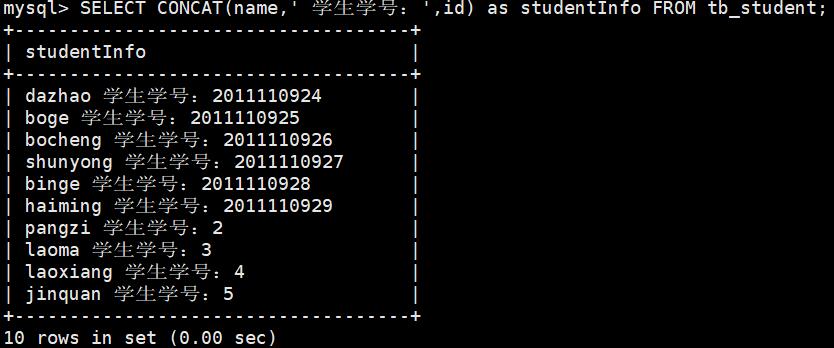 mysql> SELECT CONCAT(name,' 学生学号：',id) as studentInfo FROM tb_student;
+------------------------------------+
| studentInfo                        |
+------------------------------------+
| dazhao 学生学号：2011110924        |
| boge 学生学号：2011110925          |
| bocheng 学生学号：2011110926       |
| shunyong 学生学号：2011110927      |
| binge 学生学号：2011110928         |
| haiming 学生学号：2011110929       |
| pangzi 学生学号：2                 |
| laoma 学生学号：3                  |
| laoxiang 学生学号：4               |
| jinquan 学生学号：5                |
+------------------------------------+
10 rows in set (0.00 sec)